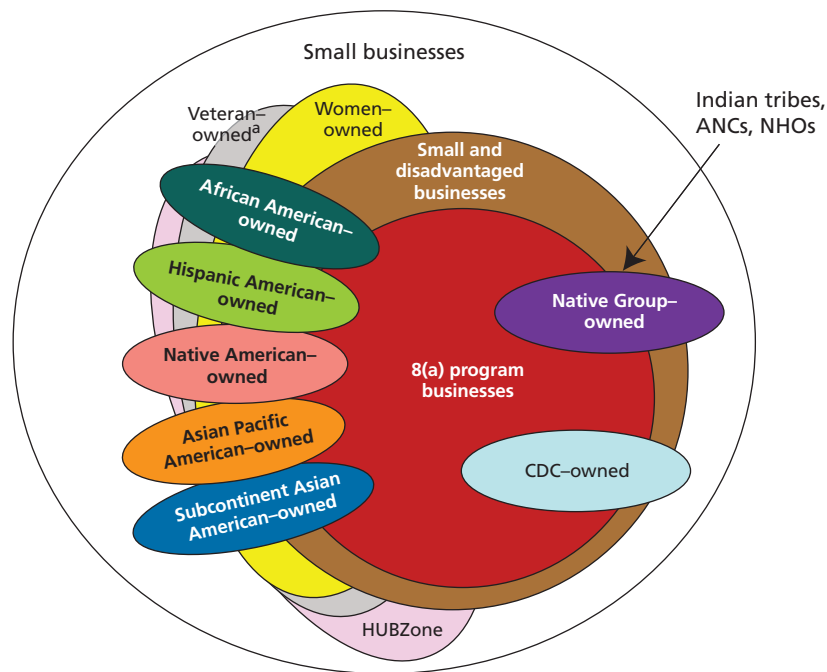 Small businesses
Indian tribes,
ANCs, NHOs
Veteran–
owneda
Women–
owned
Small and
disadvantaged
businesses
African American–
owned
Hispanic American–
owned
Native American–
owned
Asian Pacific
American–owned
Subcontinent Asian
American–owned
Native Group–
owned
8(a) program
businesses
CDC–owned
HUBZone